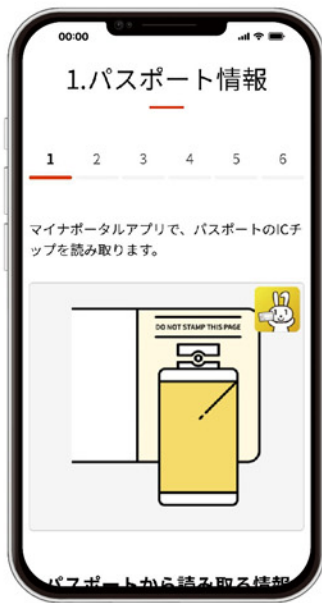 00:00
1.パスポート情報
1 2 3 4 5 6
マイナポータルアプリで、パスポートのICチ
ップを読み取ります。
DO NOT STAMP THIS PAGE
パスポートから読み取る情報